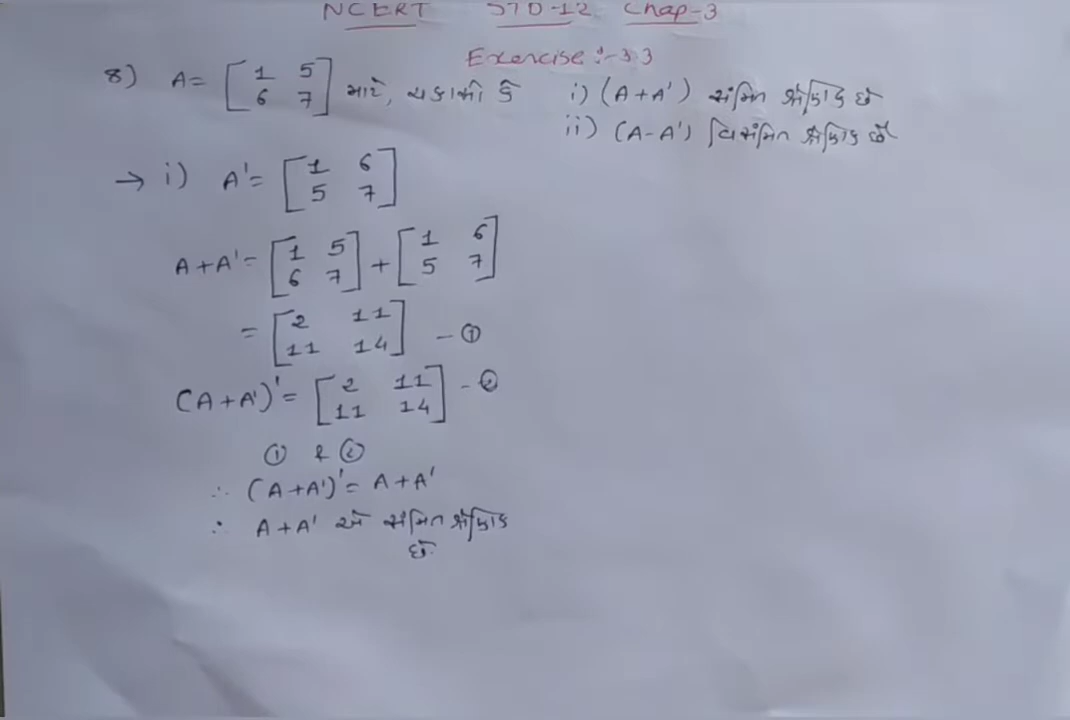 NCERT STD-12 Chap-3
Exercise :- 3.3
8) A = [1 5 માટે, ચકાસો કે i) (A+A') સંમિત શ્રેણિક છે
6 7] ii) (A-A') વિસંમિત શ્રેણિક છે
→ i) A' = [1 6
5 7]
A+A' = [1 5 + [1 6
6 7] 5 7]
= [2 11
11 14] - ①
(A+A')' = [2 11
11 14] - ②
① & ②
∴ (A+A')' = A+A'
∴ A+A' એ સંમિત શ્રેણિક
છે.